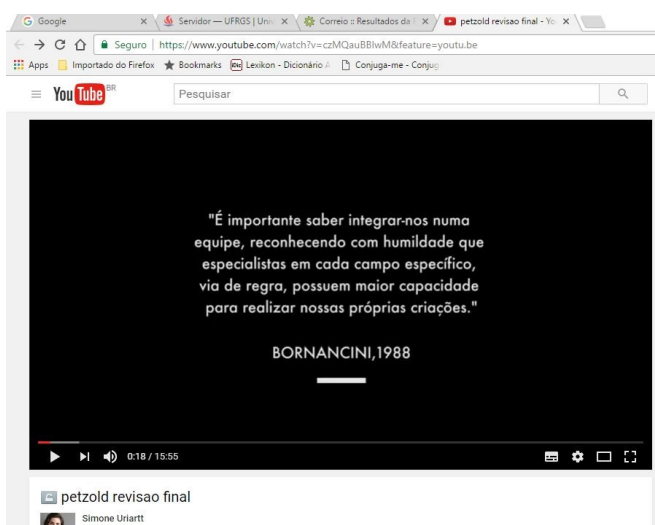 Google
Servidor — UFRGS | Univ
Correio :: Resultados da
petzold revisao final - Yo
Seguro | https://www.youtube.com/watch?v=czMQauBBIwM&feature=youtu.be
Apps Importado do Firefox Bookmarks Lexikon - Dicionário Conjuga-me - Conjug
YouTube BR
Pesquisar
"É importante saber integrar-nos numa
equipe, reconhecendo com humildade que
especialistas em cada campo específico,
via de regra, possuem maior capacidade
para realizar nossas próprias criações."
BORNANCINI,1988
0:18 / 15:55
petzold revisao final
Simone Uriartt